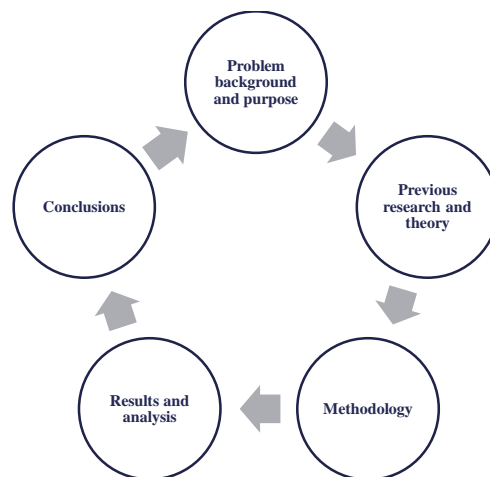 Problem
background
and purpose
Previous
research and
theory
Methodology
Results and
analysis
Conclusions